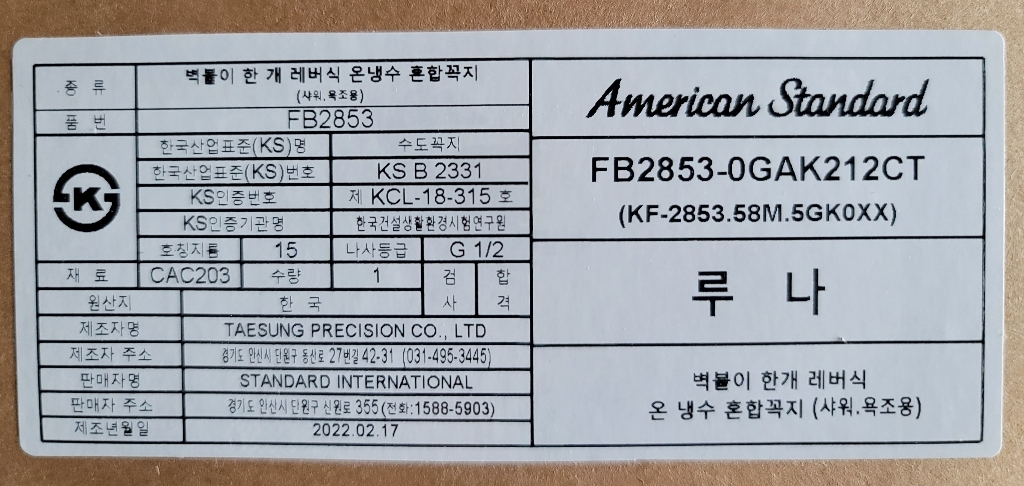 종 류 벽붙이 한 개 레버식 온냉수 혼합꼭지
(샤워.욕조용)
품 번 FB2853
K
한국산업표준(KS)명 수도꼭지
한국산업표준(KS)번호 KS B 2331
KS인증번호 제 KCL-18-315 호
KS인증기관명 한국건설생활환경시험연구원
호칭지름 15 나사등급 G 1/2
재 료 CAC203 수량 1 검사 합격
원산지 한 국
제조자명 TAESUNG PRECISION CO., LTD
제조자 주소 경기도 안산시 단원구 동산로 27번길 42-31 (031-495-3445)
판매자명 STANDARD INTERNATIONAL
판매자 주소 경기도 안산시 단원구 신원로 355(전화:1588-5903)
제조년월일 2022.02.17
American Standard
FB2853-0GAK212CT
(KF-2853.58M.5GK0XX)
루 나
벽붙이 한개 레버식
온 냉수 혼합꼭지 (샤워.욕조용)